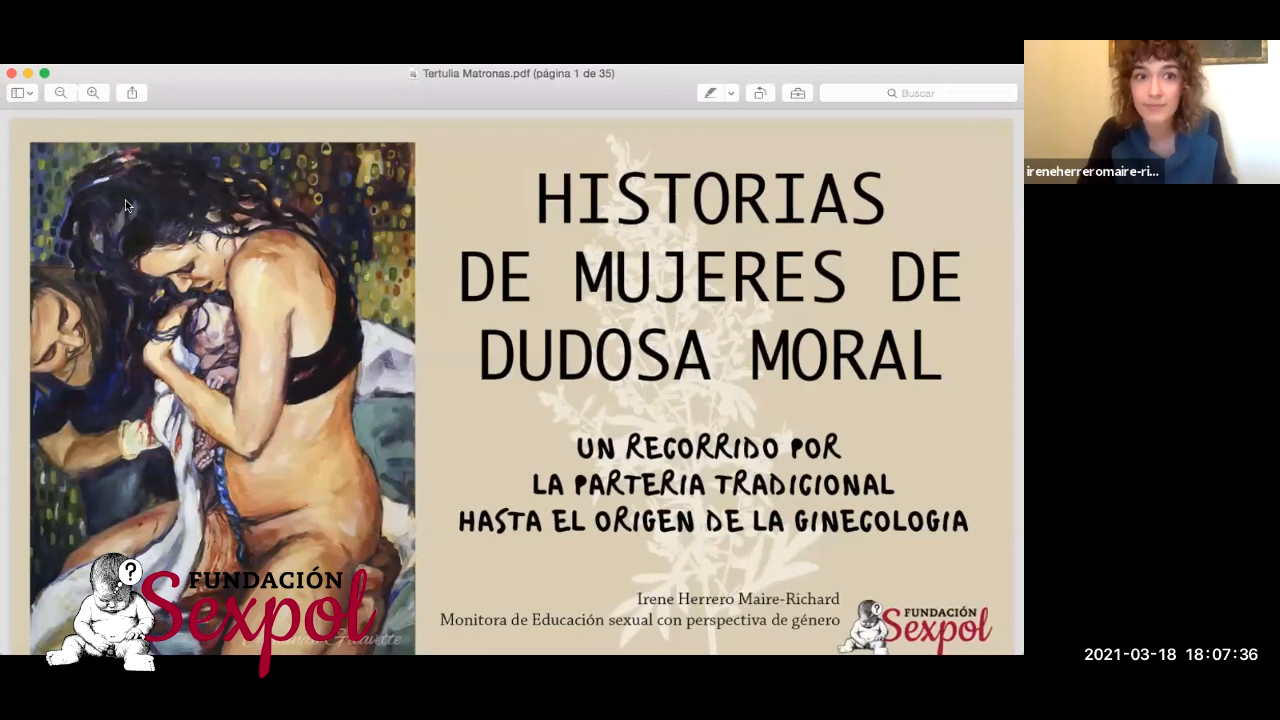 Tertulia Matronas.pdf (página 1 de 35)
Buscar
ireneherreromaire-ri...
HISTORIAS
DE MUJERES DE
DUDOSA MORAL
UN RECORRIDO POR
LA PARTERIA TRADICIONAL
HASTA EL ORIGEN DE LA GINECOLOGIA
Irene Herrero Maire-Richard
Monitora de Educación sexual con perspectiva de género
?
FUNDACIÓN
Sexpol
?
FUNDACIÓN
Sexpol
2021-03-18 18:07:36